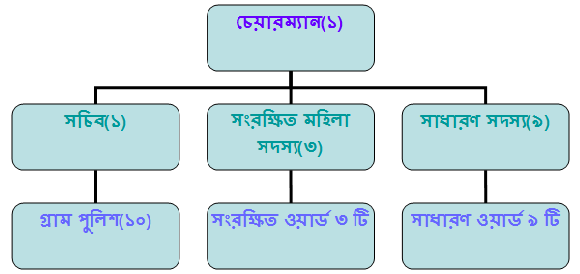 চেয়ারম্যান(১)
সচিব(১)
সংরক্ষিত মহিলা
সদস্য(৩)
সাধারণ সদস্য(৯)
গ্রাম পুলিশ(১০)
সংরক্ষিত ওয়ার্ড ৩ টি
সাধারণ ওয়ার্ড ৯ টি